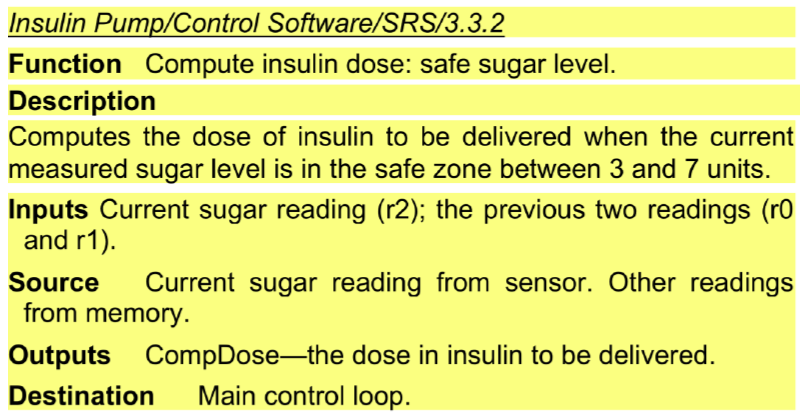 Insulin Pump/Control Software/SRS/3.3.2
Function Compute insulin dose: safe sugar level.
Description
Computes the dose of insulin to be delivered when the current
measured sugar level is in the safe zone between 3 and 7 units.
Inputs Current sugar reading (r2); the previous two readings (r0
and r1).
Source Current sugar reading from sensor. Other readings
from memory.
Outputs CompDose—the dose in insulin to be delivered.
Destination Main control loop.